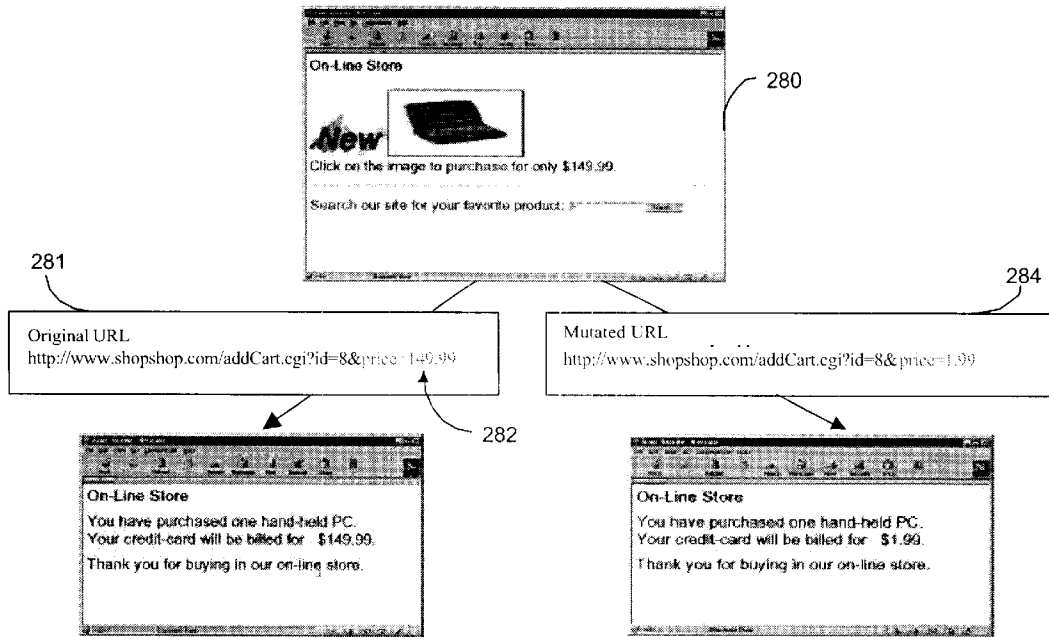 On-Line Store
New
Click on the image to purchase for only $149.99.
Search our site for your favorite product:
280
281
Original URL
http://www.shopshop.com/addCart.cgi?id=8&price=149.99
282
284
Mutated URL
http://www.shopshop.com/addCart.cgi?id=8&price=1.99
On-Line Store
You have purchased one hand-held PC.
Your credit-card will be billed for $149.99.
Thank you for buying in our on-line store.
On-Line Store
You have purchased one hand-held PC.
Your credit-card will be billed for $1.99.
Thank you for buying in our on-line store.